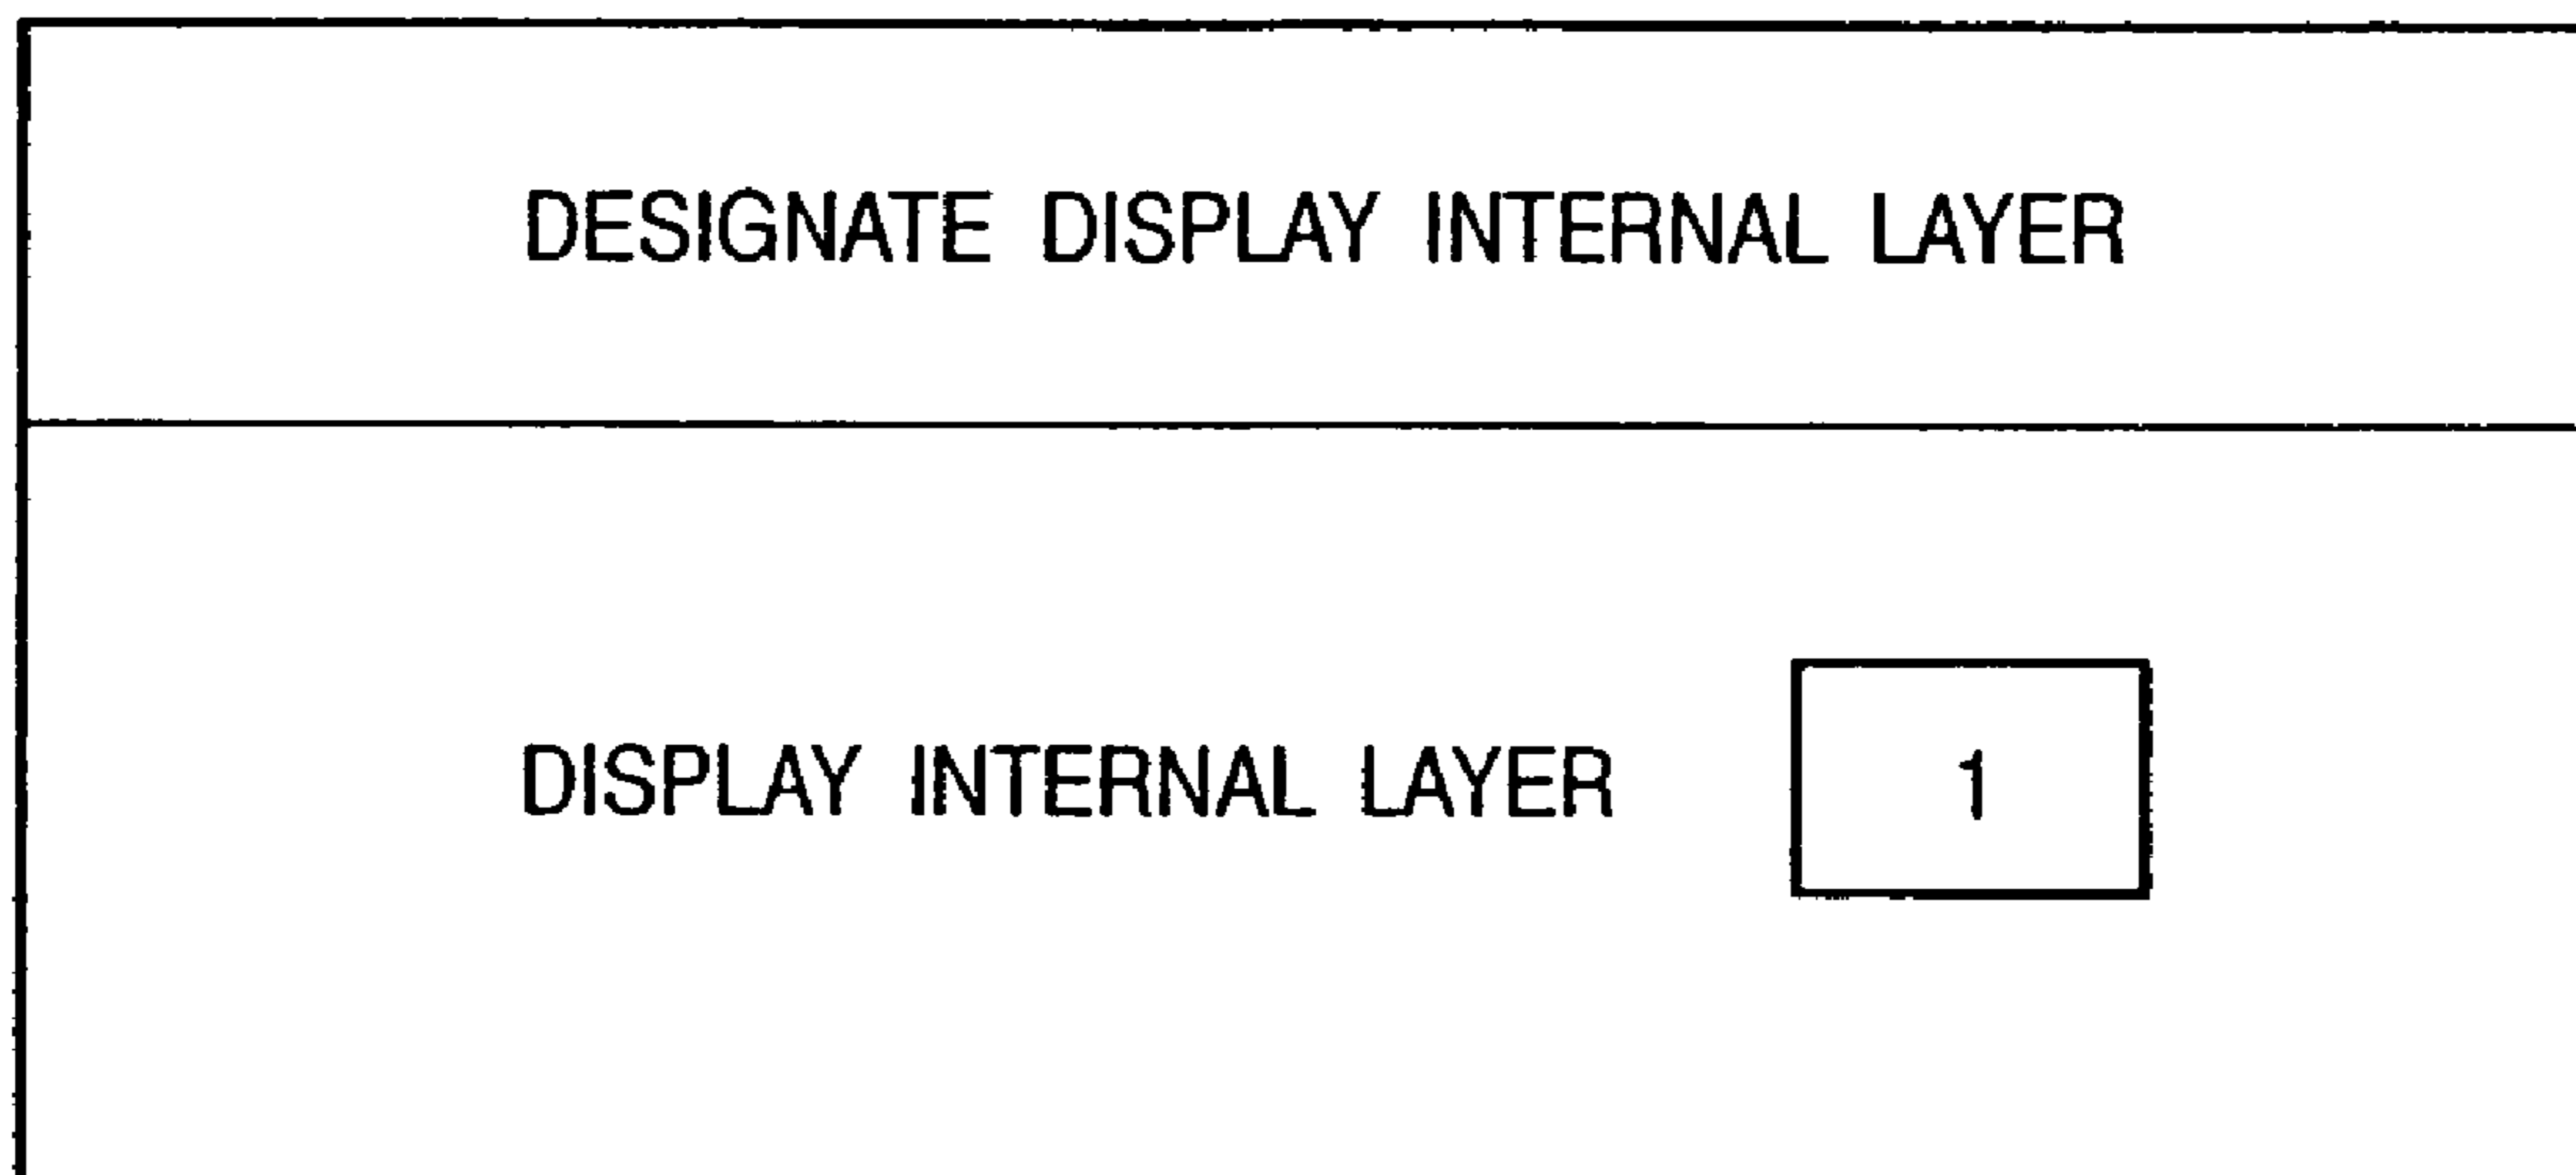 DESIGNATE DISPLAY INTERNAL LAYER
DISPLAY INTERNAL LAYER 1